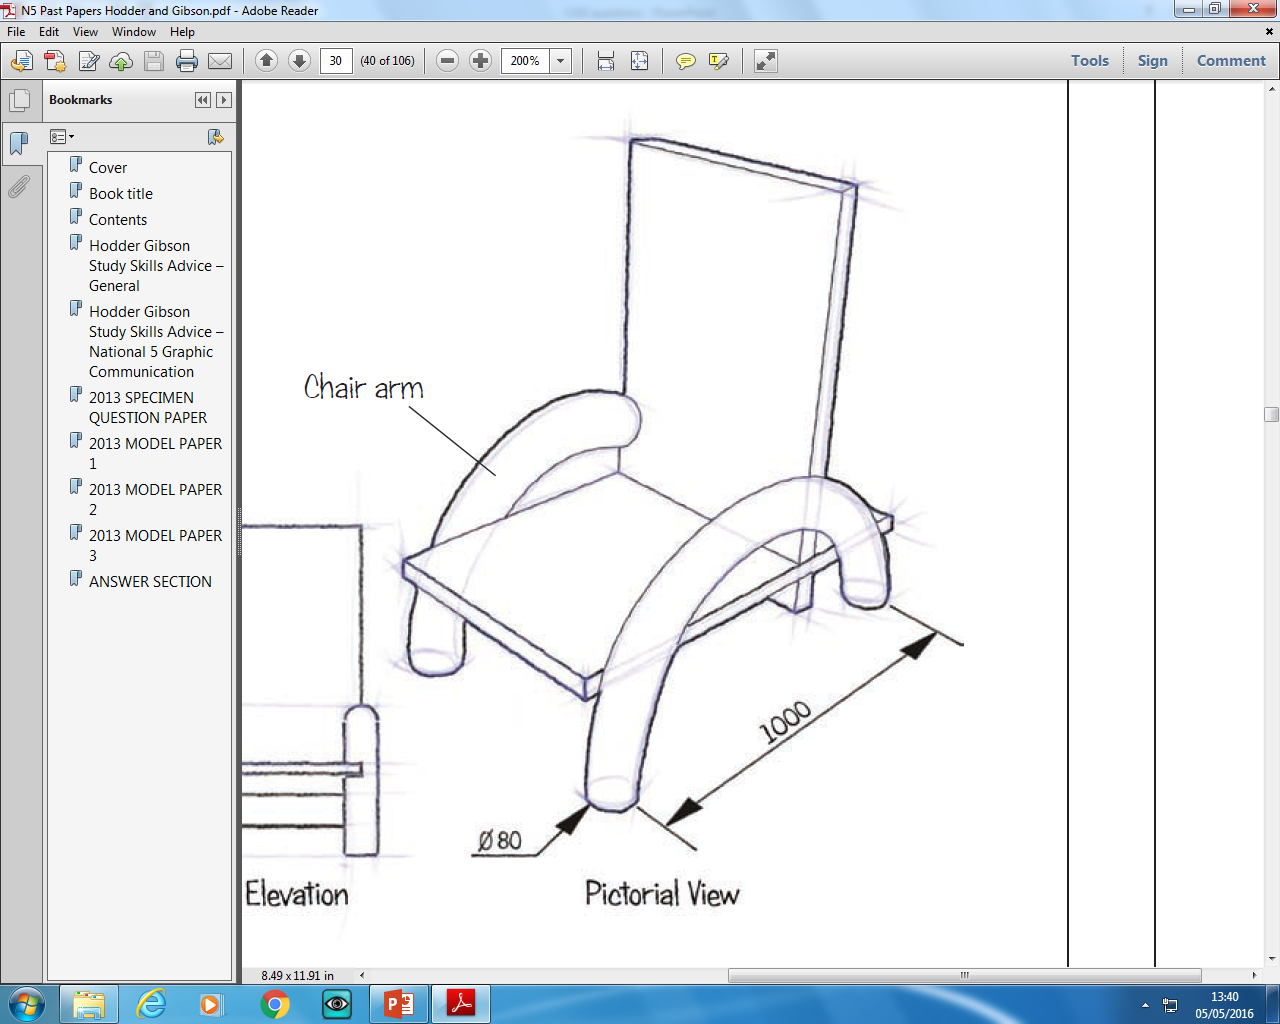 N5 Past Papers Hodder and Gibson.pdf - Adobe Reader
File Edit View Window Help
30 (40 of 106) 200% Tools Sign Comment
Bookmarks
Cover
Book title
Contents
Hodder Gibson
Study Skills Advice –
General
Hodder Gibson
Study Skills Advice –
National 5 Graphic
Communication
2013 SPECIMEN
QUESTION PAPER
2013 MODEL PAPER
1
2013 MODEL PAPER
2
2013 MODEL PAPER
3
ANSWER SECTION
Chair arm
1000
Ø 80
Elevation
Pictorial View
8.49 x 11.91 in
13:40
05/05/2016